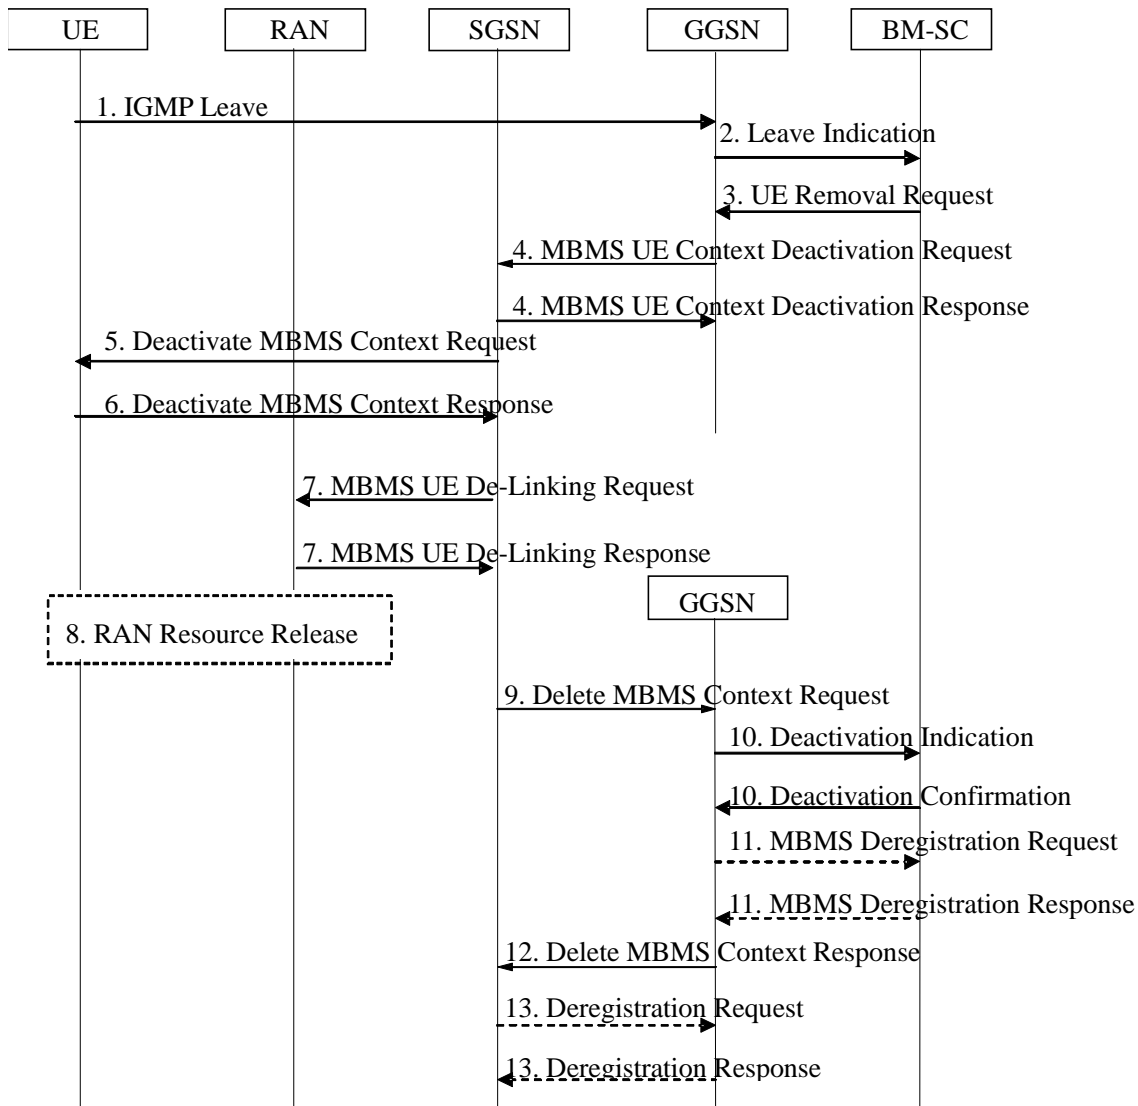 UE
RAN
SGSN
GGSN
BM-SC
1. IGMP Leave
2. Leave Indication
3. UE Removal Request
4. MBMS UE Context Deactivation Request
4. MBMS UE Context Deactivation Response
5. Deactivate MBMS Context Request
6. Deactivate MBMS Context Response
7. MBMS UE De-Linking Request
7. MBMS UE De-Linking Response
GGSN
8. RAN Resource Release
9. Delete MBMS Context Request
10. Deactivation Indication
10. Deactivation Confirmation
11. MBMS Deregistration Request
11. MBMS Deregistration Response
12. Delete MBMS Context Response
13. Deregistration Request
13. Deregistration Response